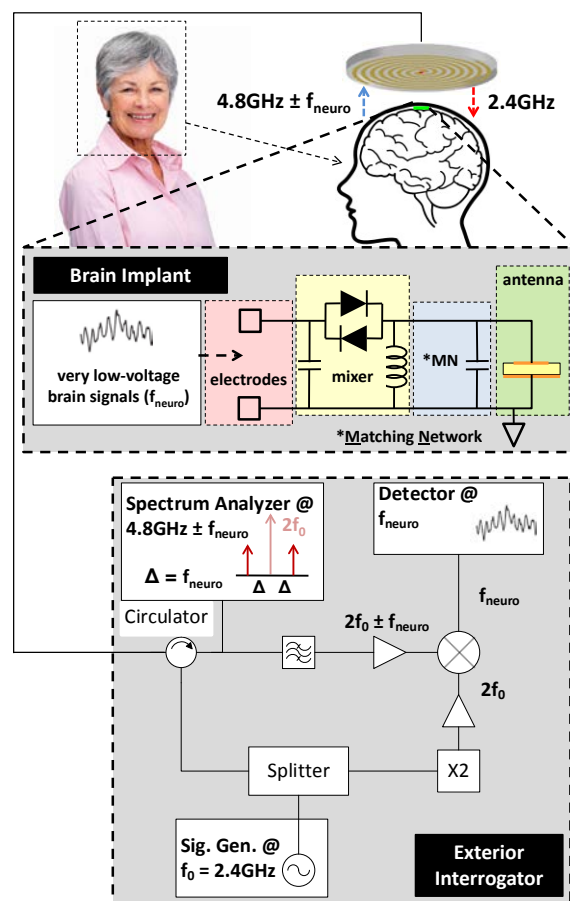 4.8GHz ± fneuro
2.4GHz
Brain Implant
antenna
very low-voltage
brain signals (fneuro)
electrodes
mixer
*MN
*Matching Network
Spectrum Analyzer @
4.8GHz ± fneuro
2f0
Δ = fneuro
Δ Δ
Detector @
fneuro
Circulator
fneuro
2f0 ± fneuro
2f0
Splitter
X2
Sig. Gen. @
f0 = 2.4GHz
Exterior
Interrogator